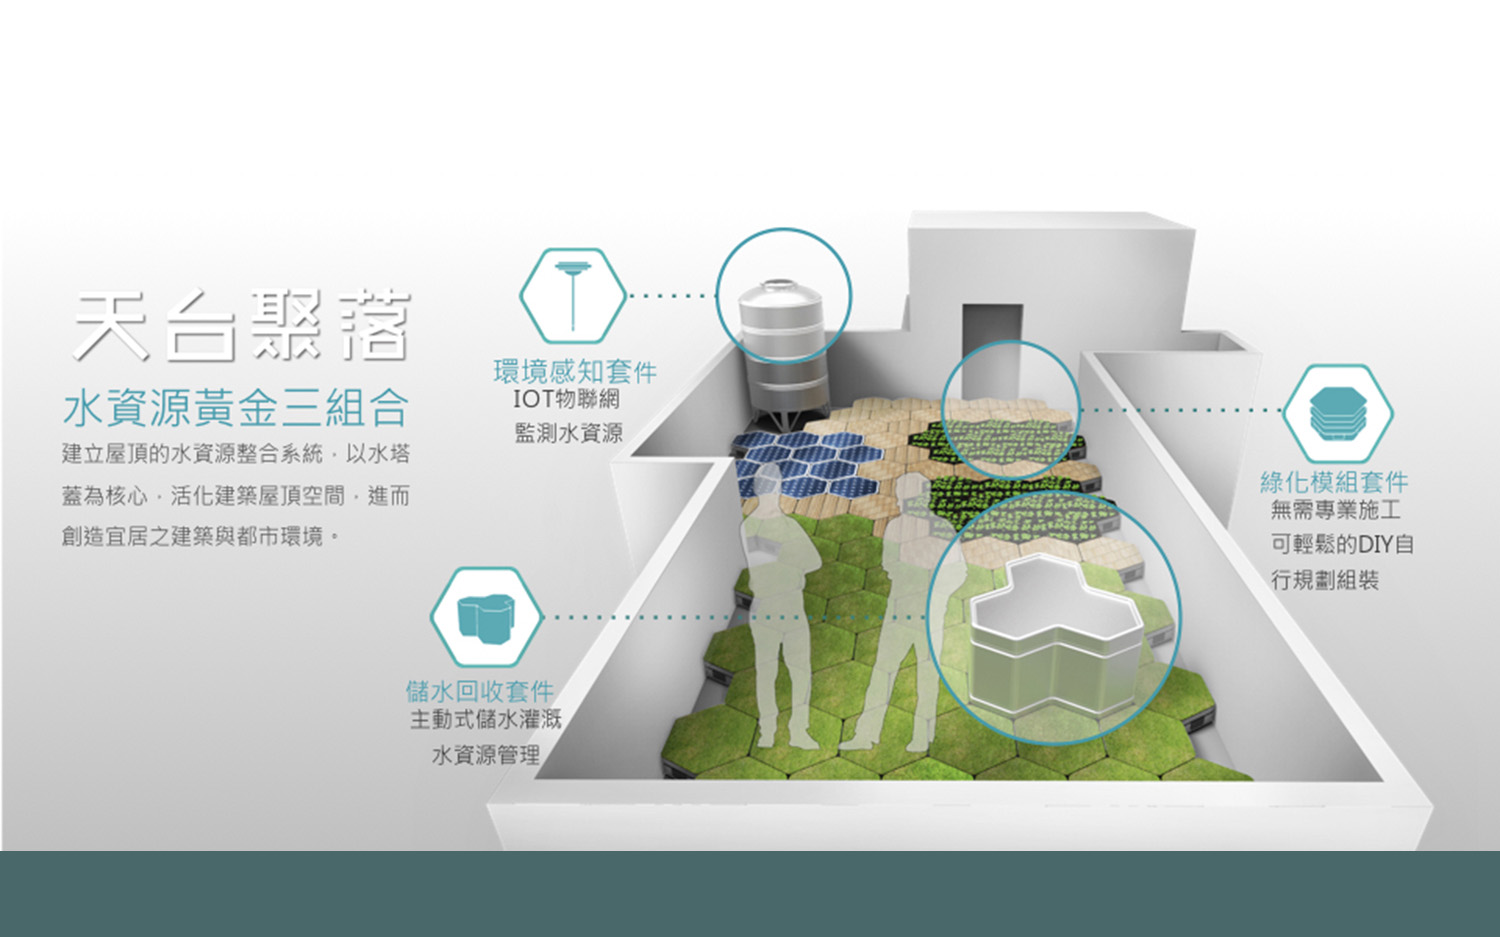 天台聚落
水資源黃金三組合
建立屋頂的水資源整合系統，以水塔
蓋為核心，活化建築屋頂空間，進而
創造宜居之建築與都市環境。
環境感知套件
IOT物聯網
監測水資源
儲水回收套件
主動式儲水灌溉
水資源管理
綠化模組套件
無需專業施工
可輕鬆的DIY自
行規劃組裝